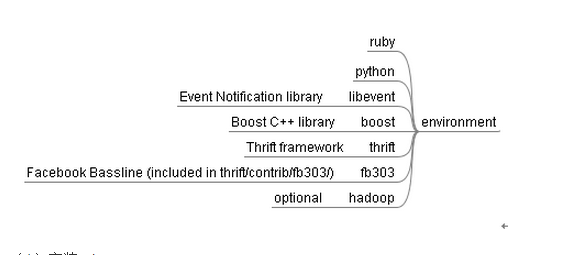 ruby
python
Event Notification library libevent
Boost C++ library boost
environment
Thrift framework thrift
Facebook Bassline (included in thrift/contrib/fb303/) fb303
optional hadoop